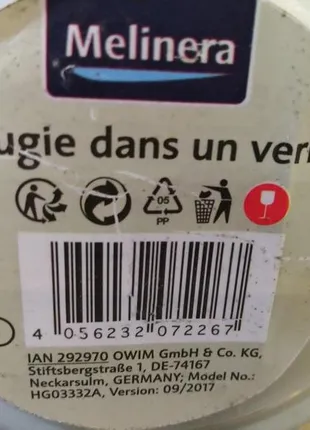 Melinera
ugie dans un verr
05
PP
4 056232 072267
IAN 292970 OWIM GmbH & Co. KG,
Stiftsbergstraße 1, DE-74167
Neckarsulm, GERMANY; Model No.:
HG03332A, Version: 09/2017